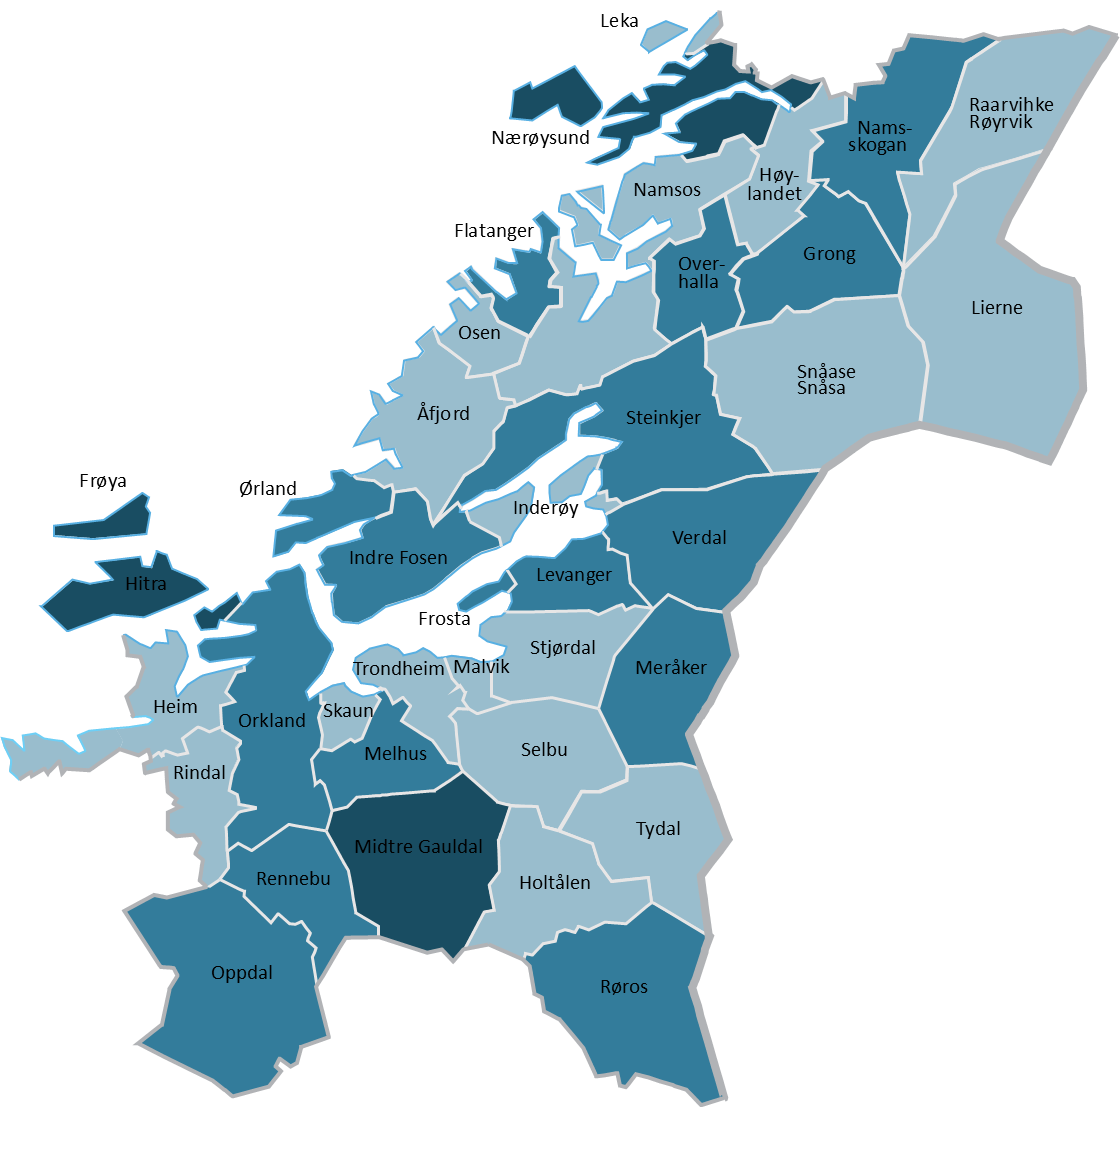 Leka
Nærøysund
Raarvihke
Røyrvik
Nams-
skogan
Høy-
landet
Namsos
Flatanger
Over-
halla
Grong
Lierne
Osen
Snåase
Snåsa
Åfjord
Steinkjer
Frøya
Ørland
Inderøy
Verdal
Indre Fosen
Levanger
Hitra
Frosta
Stjørdal
Trondheim
Malvik
Meråker
Heim
Skaun
Orkland
Selbu
Melhus
Rindal
Tydal
Midtre Gauldal
Rennebu
Holtålen
Oppdal
Røros